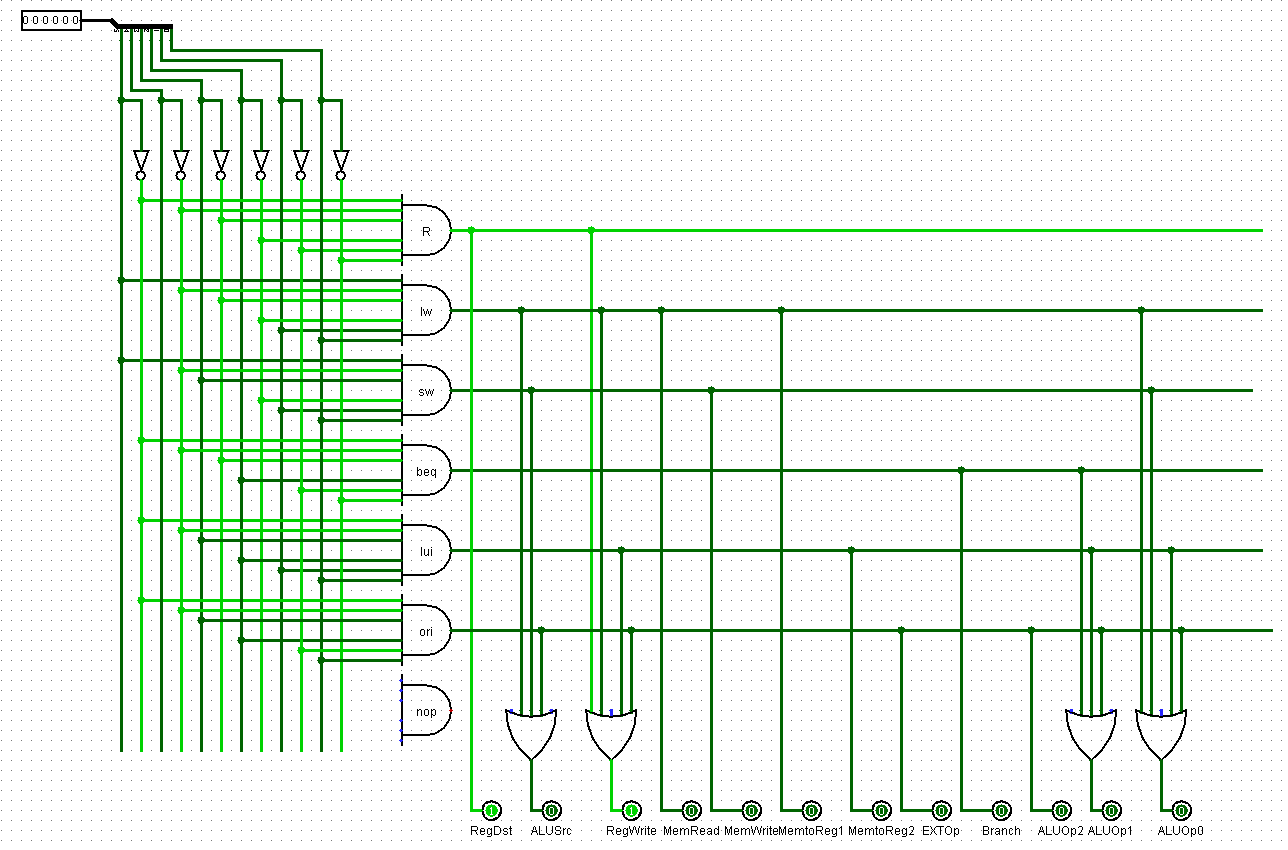 000000
R
lw
sw
beq
lui
ori
nop
RegDst
ALUSrc
RegWrite
MemRead
MemWrite
MemtoReg1
MemtoReg2
EXTOp
Branch
ALUOp2
ALUOp1
ALUOp0